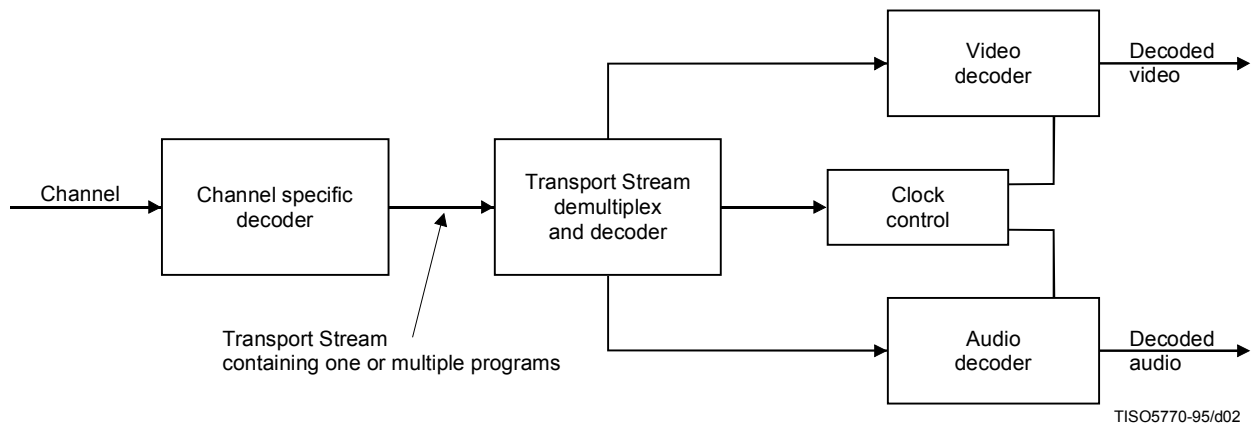 Channel
Channel specific
decoder
Transport Stream
containing one or multiple programs
Transport Stream
demultiplex
and decoder
Clock
control
Video
decoder
Decoded
video
Audio
decoder
Decoded
audio
TISO5770-95/d02